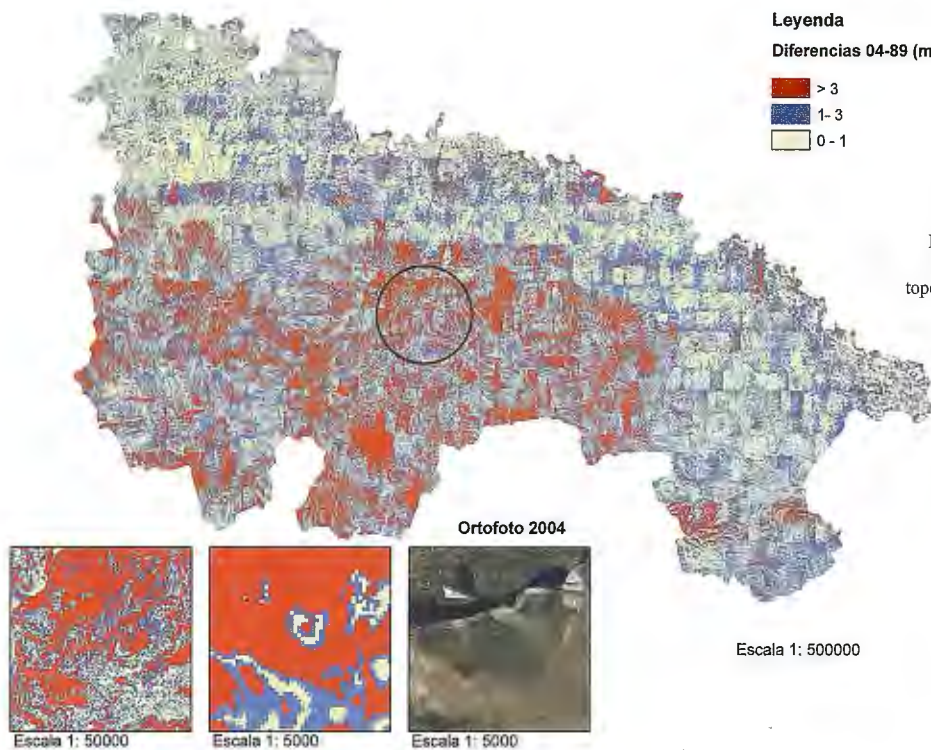 Leyenda
Diferencias 04-89 (m
> 3
1- 3
0 - 1
tope
Ortofoto 2004
Escala 1: 500000
Escala 1: 50000
Escala 1: 5000
Escala 1: 5000